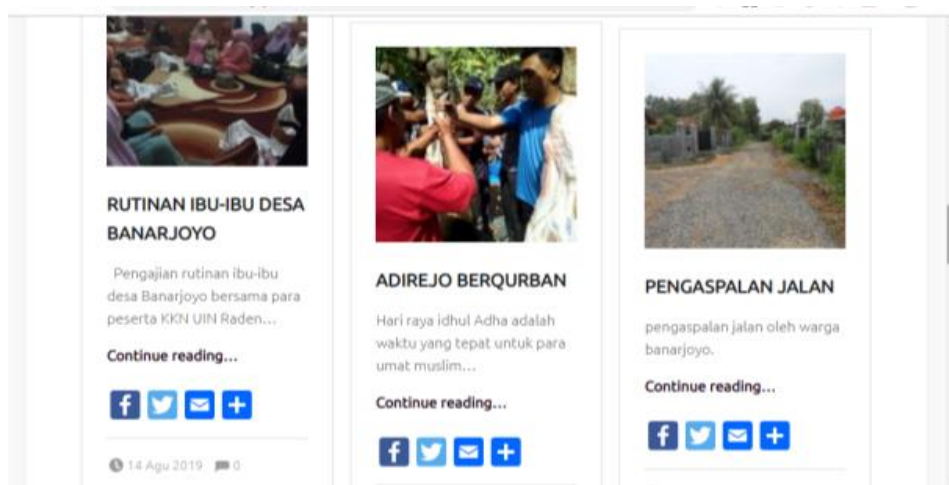 RUTINAN IBU-IBU DESA
BANARJOYO
Pengajian rutinan ibu-ibu
desa Banarjoyo bersama para
peserta KKN UIN Raden...
Continue reading...
14 Agu 2019 0
ADIREJO BERQURBAN
Hari raya idhul Adha adalah
waktu yang tepat untuk para
umat muslim...
Continue reading...
PENGASPALAN JALAN
pengaspalan jalan oleh warga
banarjoyo.
Continue reading...